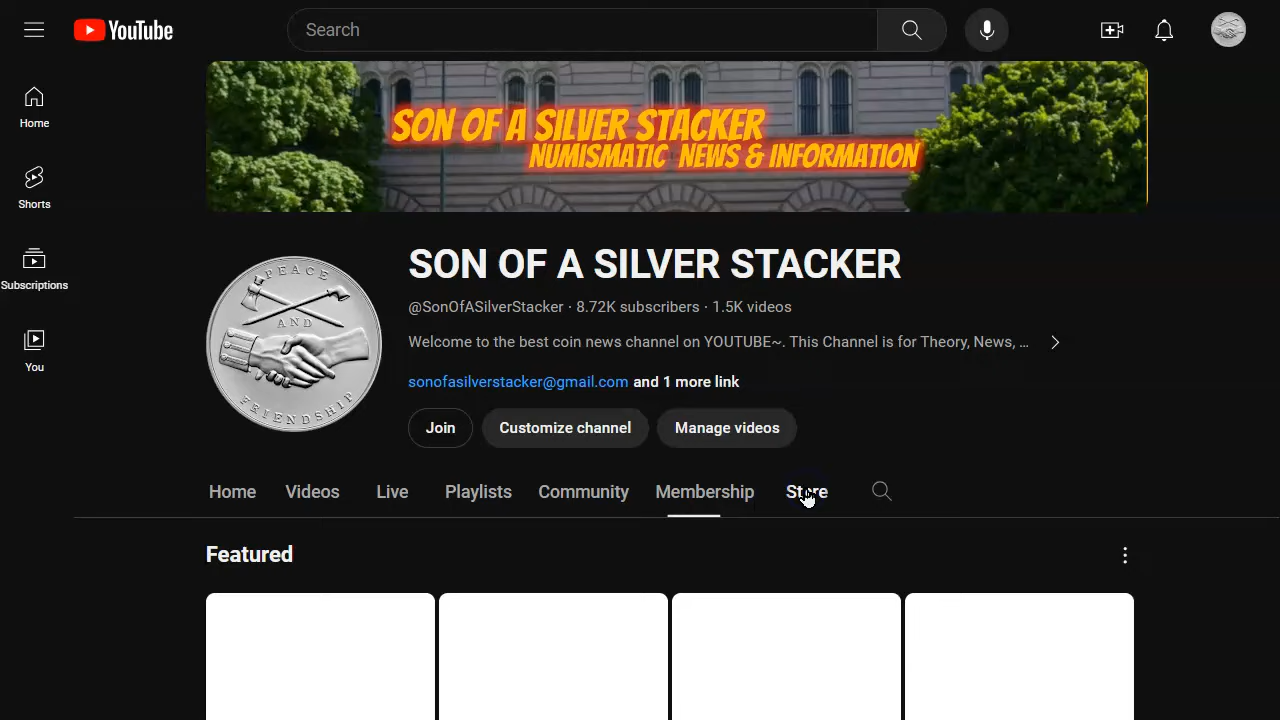 YouTube
Search
Home
Shorts
Subscriptions
You
SON OF A SILVER STACKER
NUMISMATIC NEWS & INFORMATION
PEACE
AND
FRIENDSHIP
SON OF A SILVER STACKER
@SonOfASilverStacker · 8.72K subscribers · 1.5K videos
Welcome to the best coin news channel on YOUTUBE~. This Channel is for Theory, News, ...
sonofasilverstacker@gmail.com and 1 more link
Join Customize channel Manage videos
Home Videos Live Playlists Community Membership Store
Featured